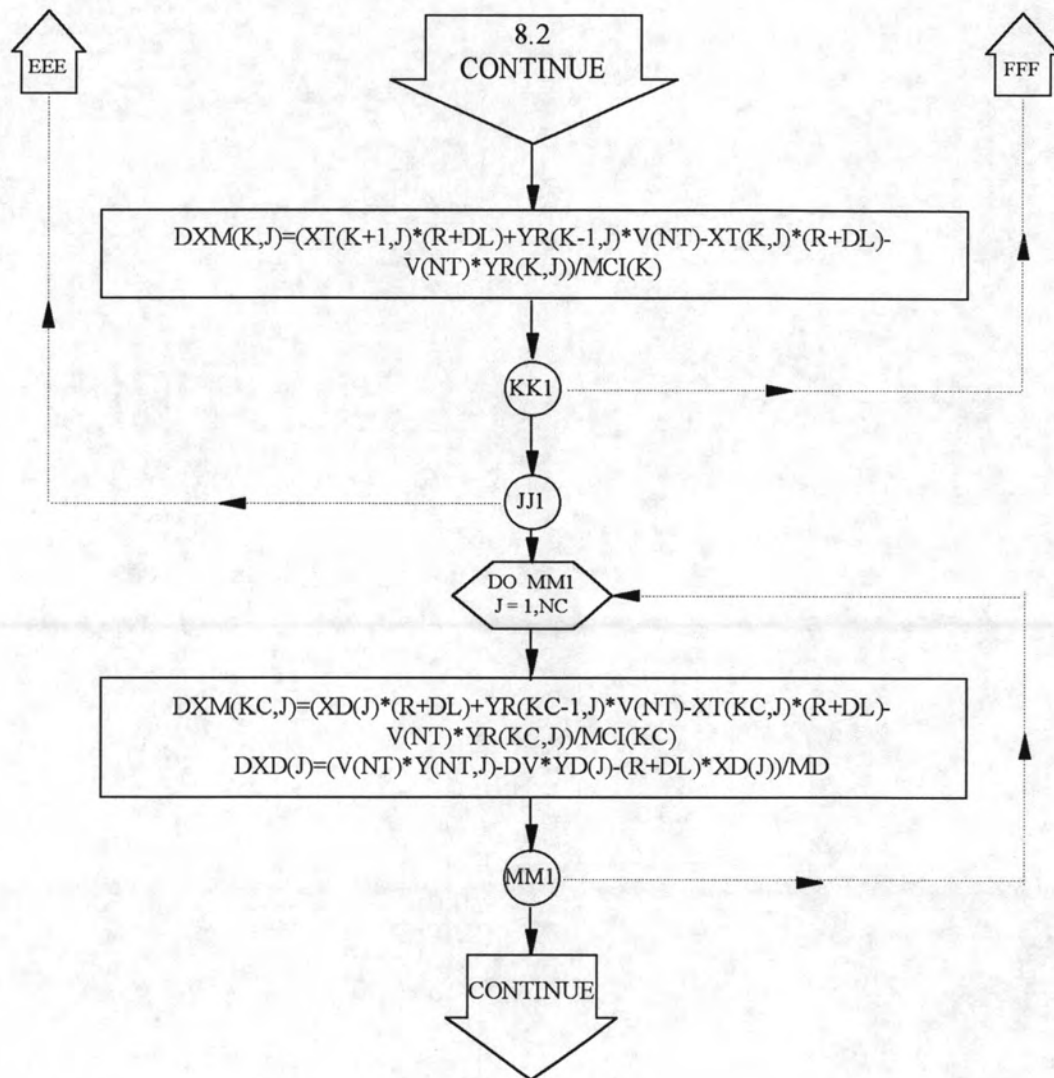 EEE
8.2
CONTINUE
FFF
DXM(K,J)=(XT(K+1,J)*(R+DL)+YR(K-1,J)*V(NT)-XT(K,J)*(R+DL)-
V(NT)*YR(K,J))/MCI(K)
KK1
JJ1
DO MM1
J = 1,NC
DXM(KC,J)=(XD(J)*(R+DL)+YR(KC-1,J)*V(NT)-XT(KC,J)*(R+DL)-
V(NT)*YR(KC,J))/MCI(KC)
DXD(J)=(V(NT)*Y(NT,J)-DV*YD(J)-(R+DL)*XD(J))/MD
MM1
CONTINUE